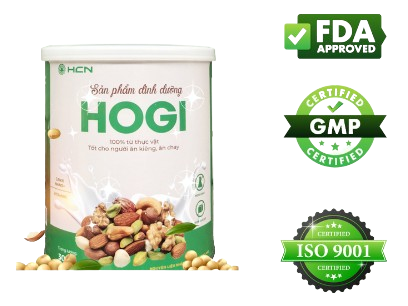 HCN
Sản phẩm dinh dưỡng
HOGI
100% từ thực vật
Tốt cho người ăn kiêng, ăn chay
FDA
APPROVED
CERTIFIED
GMP
CERTIFIED
CERTIFIED
ISO 9001
CERTIFIED